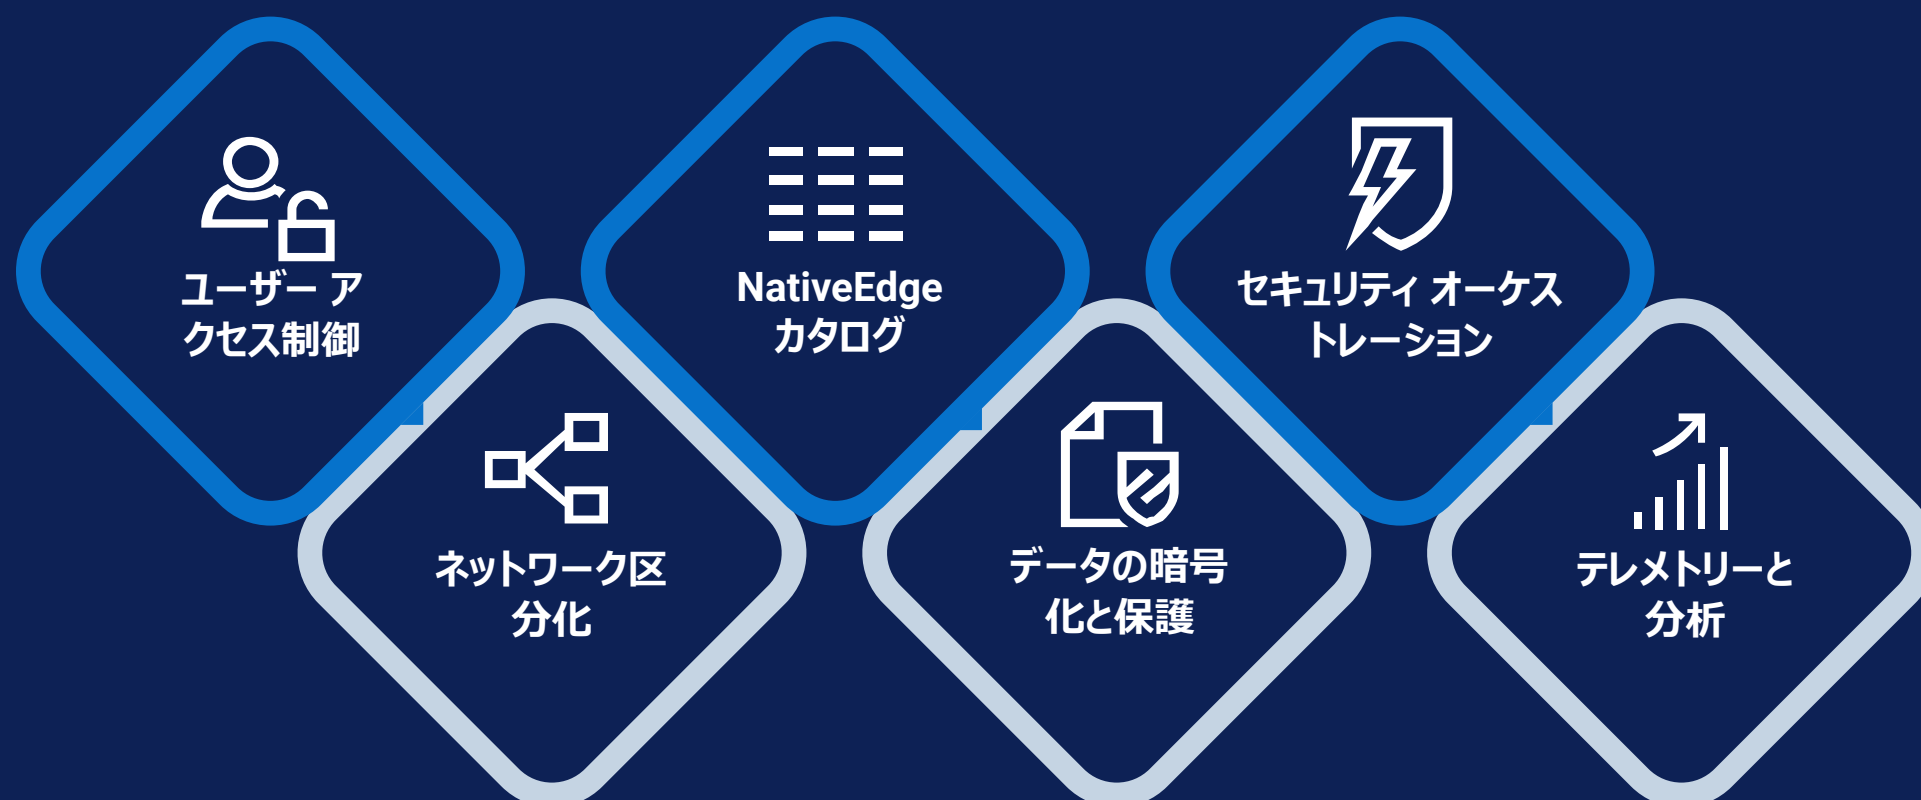 ユーザー ア
クセス制御
NativeEdge
カタログ
セキュリティ オーケス
トレーション
ネットワーク区
分化
データの暗号
化と保護
テレメトリーと
分析